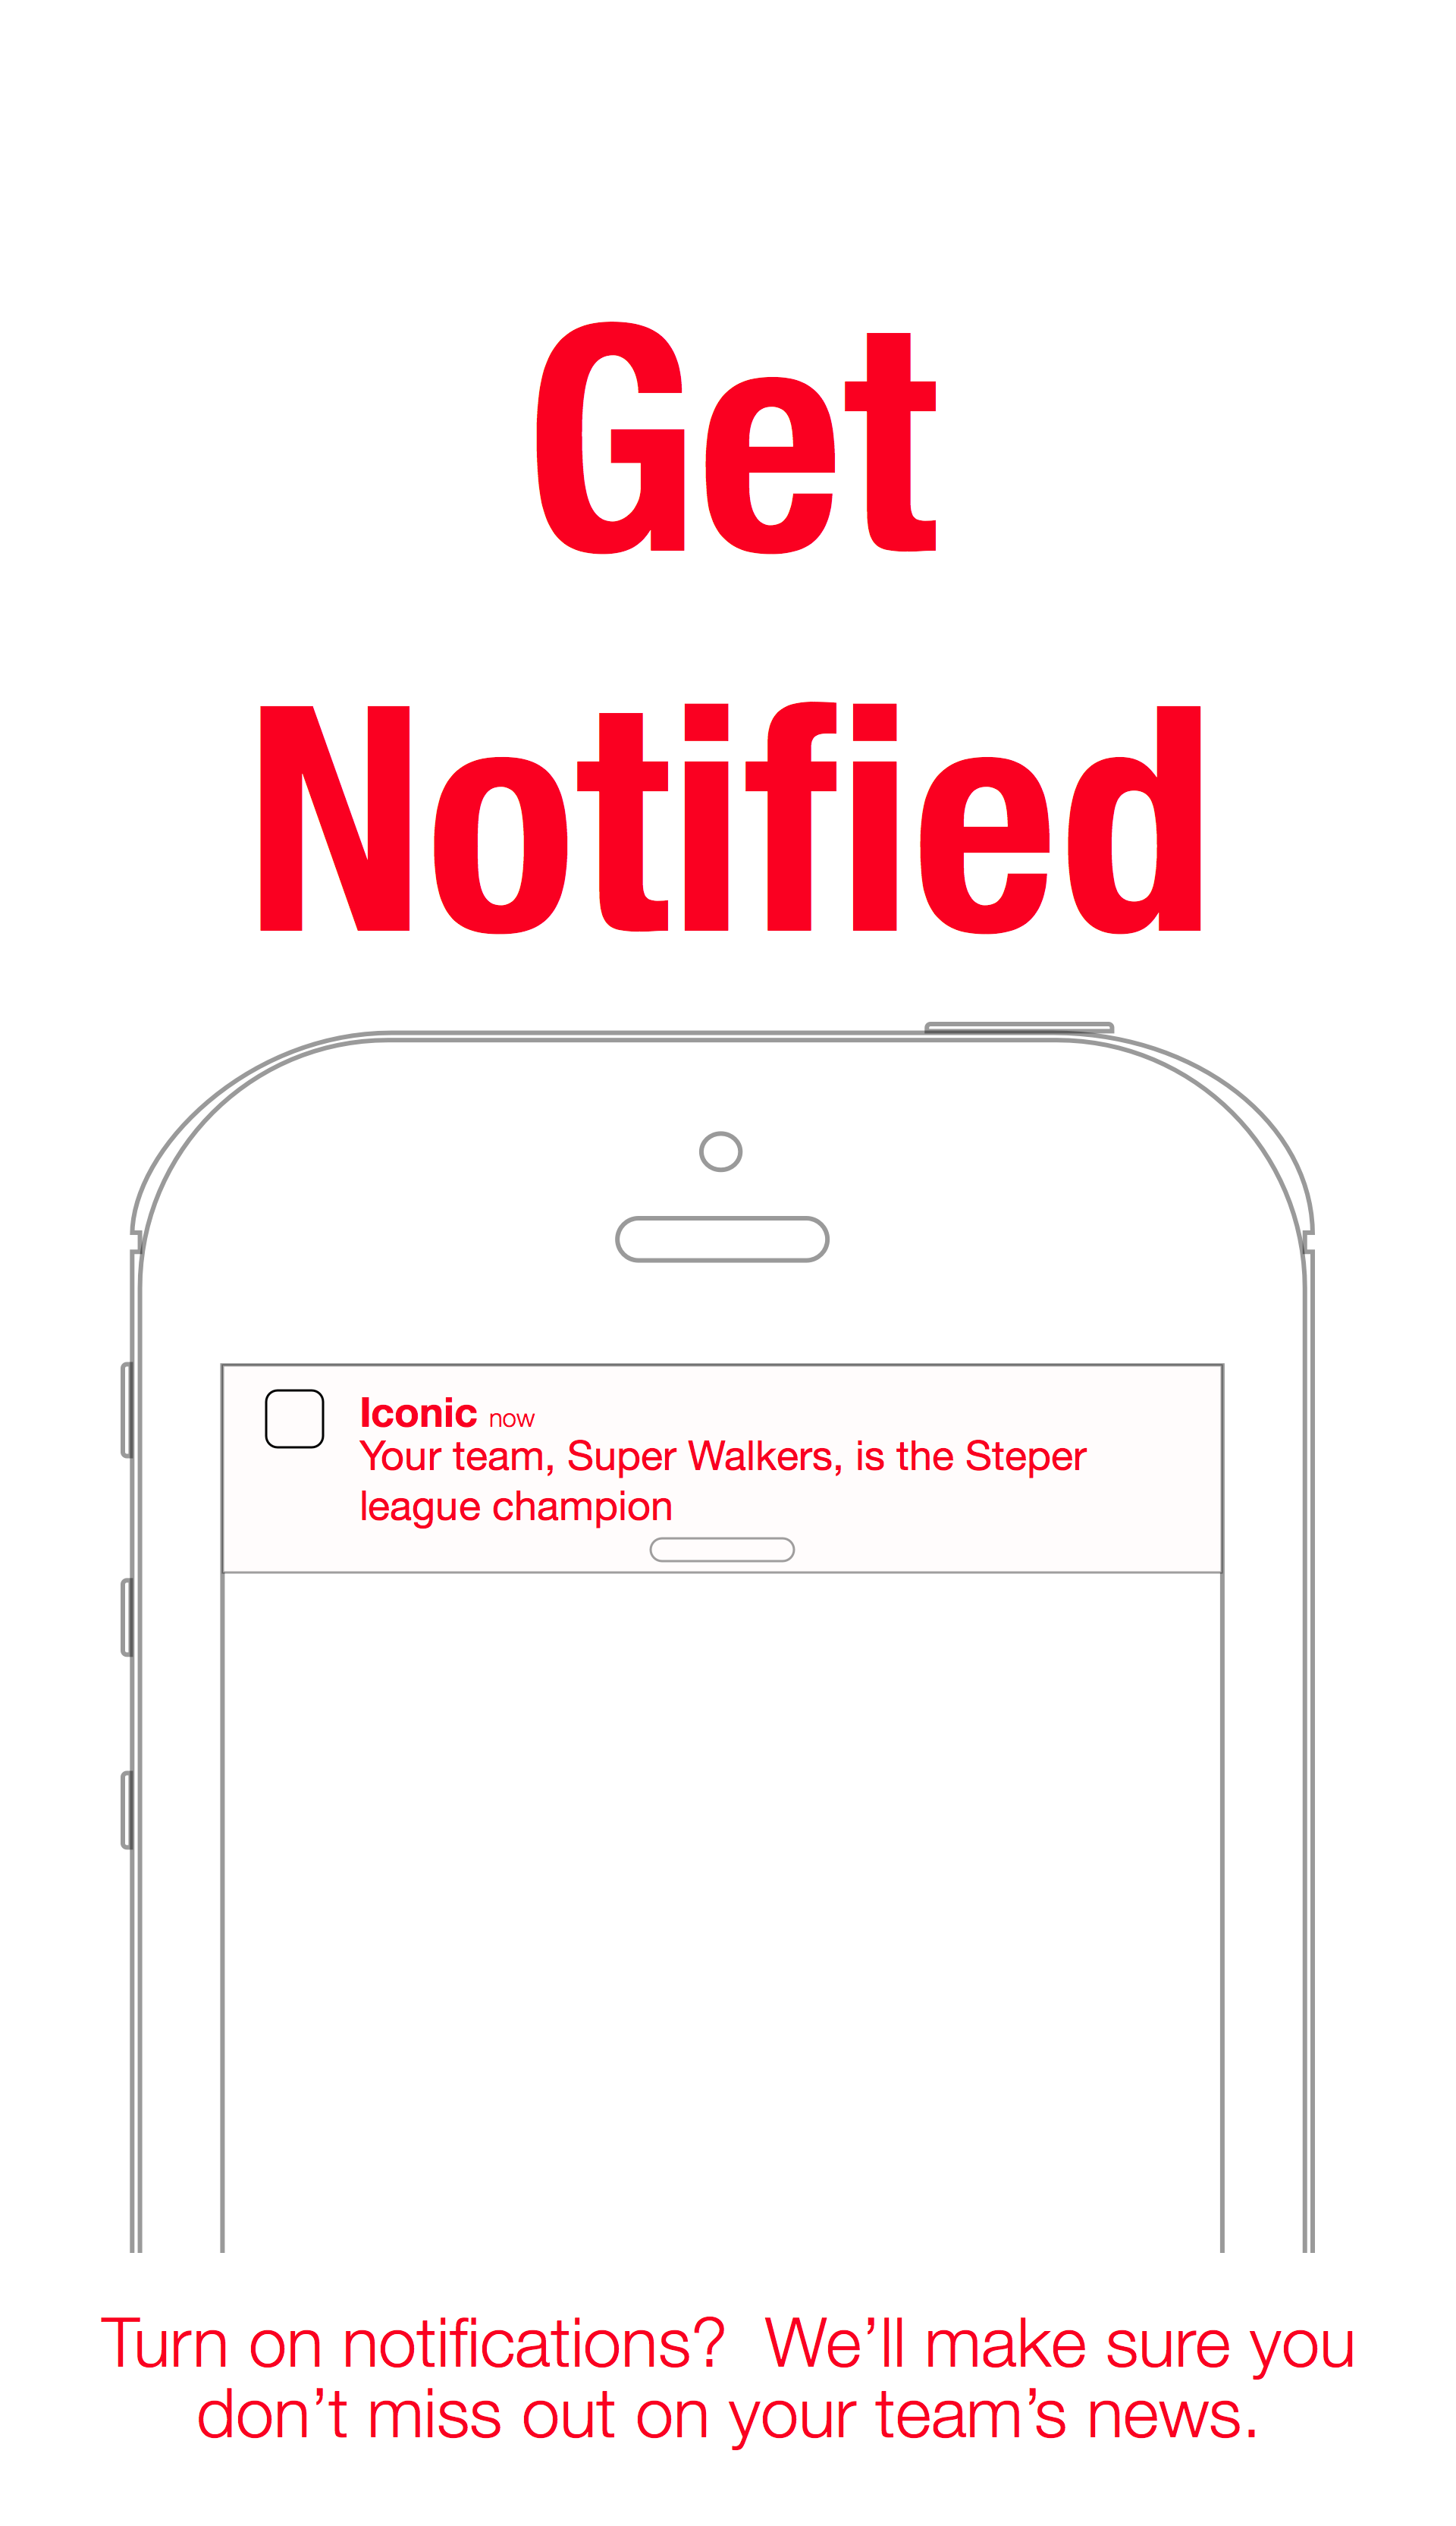 Get
Notified
Iconic now
Your team, Super Walkers, is the Steper
league champion
Turn on notifications?  We’ll make sure you
don’t miss out on your team’s news.